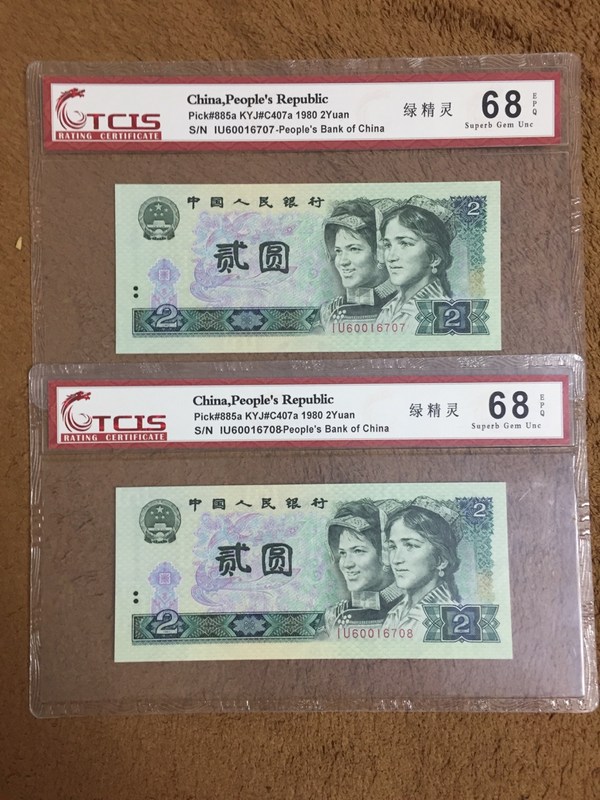 TCIS
RATING CERTIFICATE
China,People's Republic
Pick#885a KYJ#C407a 1980 2Yuan
S/N IU60016707-People's Bank of China
绿精灵
68
EPQ
Superb Gem Unc
中国人民银行
2
贰圆
2
IU60016707
2
TCIS
RATING CERTIFICATE
China,People's Republic
Pick#885a KYJ#C407a 1980 2Yuan
S/N IU60016708People's Bank of China
绿精灵
68
EPQ
Superb Gem Unc
中国人民银行
2
贰圆
2
IU60016708
2